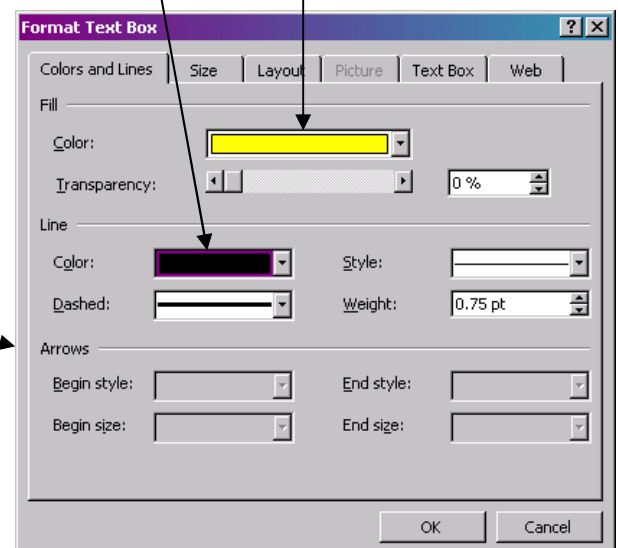 Format Text Box
Colors and Lines Size Layout Picture Text Box Web
Fill
Color:
Transparency: 0 %
Line
Color: Style:
Dashed: Weight: 0.75 pt
Arrows
Begin style: End style:
Begin size: End size:
OK Cancel